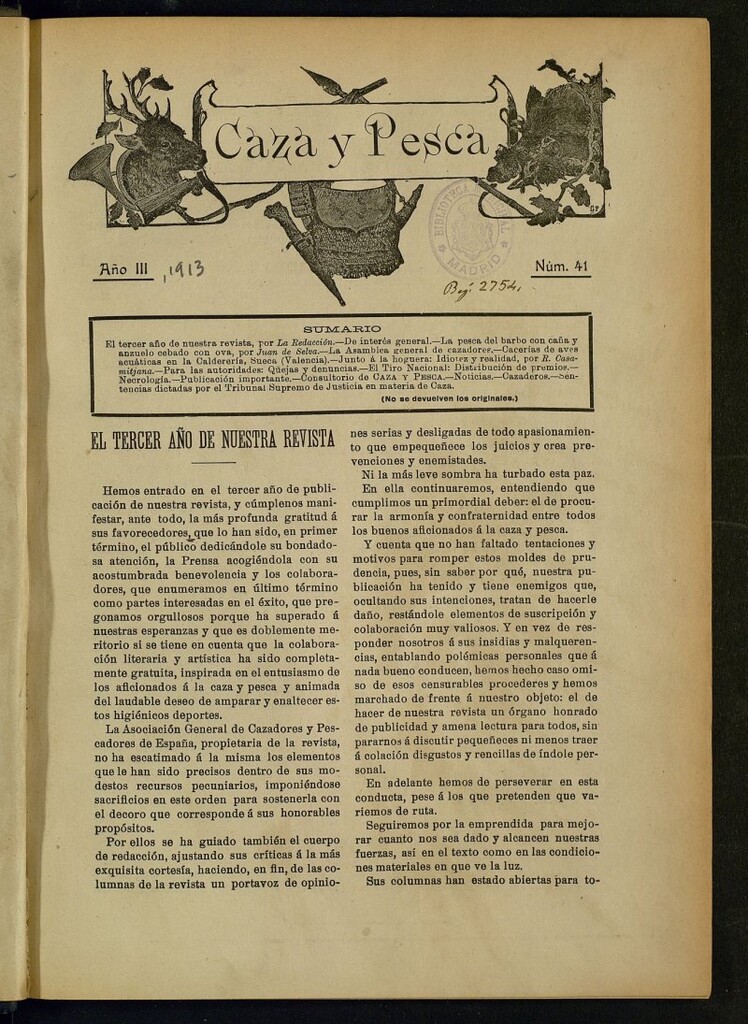 Caza y Pesca
BIBLIOTECA
MADRID
Año III
, 1913
Núm. 41
2754,
SUMARIO
El tercer año de nuestra revista, por La Redacción.—De interés general.—La pesca del barbo con caña y
anzuelo cebado con ova, por Juan de Selva.—La Asamblea general de cazadores.—Cacerías de aves
acuáticas en la Calderería, Sueca (Valencia).—Junto á la hoguera: Idiotez y realidad, por R. Casa-
mitjana.—Para las autoridades: Quejas y denuncias.—El Tiro Nacional: Distribución de premios.—
Necrología.—Publicación importante.—Consultorio de CAZA Y PESCA.—Noticias.—Cazaderos.—Sen-
tencias dictadas por el Tribunal Supremo de Justicia en materia de Caza.
(No se devuelven los originales.)
EL TERCER AÑO DE NUESTRA REVISTA
Hemos entrado en el tercer año de publi-
cación de nuestra revista, y cúmplenos mani-
festar, ante todo, la más profunda gratitud á
sus favorecedores, que lo han sido, en primer
término, el público dedicándole su bondado-
sa atención, la Prensa acogiéndola con su
acostumbrada benevolencia y los colabora-
dores, que enumeramos en último término
como partes interesadas en el éxito, que pre-
gonamos orgullosos porque ha superado á
nuestras esperanzas y que es doblemente me-
ritorio si se tiene en cuenta que la colabora-
ción literaria y artística ha sido completa-
mente gratuita, inspirada en el entusiasmo de
los aficionados á la caza y pesca y animada
del laudable deseo de amparar y enaltecer es-
tos higiénicos deportes.
La Asociación General de Cazadores y Pes-
cadores de España, propietaria de la revista,
no ha escatimado á la misma los elementos
que le han sido precisos dentro de sus mo-
destos recursos pecuniarios, imponiéndose
sacrificios en este orden para sostenerla con
el decoro que corresponde á sus honorables
propósitos.
Por ellos se ha guiado también el cuerpo
de redacción, ajustando sus críticas á la más
exquisita cortesía, haciendo, en fin, de las co-
lumnas de la revista un portavoz de opinio-
nes serias y desligadas de todo apasionamien-
to que empequeñece los juicios y crea pre-
venciones y enemistades.
Ni la más leve sombra ha turbado esta paz.
En ella continuaremos, entendiendo que
cumplimos un primordial deber: el de procu-
rar la armonía y confraternidad entre todos
los buenos aficionados á la caza y pesca.
Y cuenta que no han faltado tentaciones y
motivos para romper estos moldes de pru-
dencia, pues, sin saber por qué, nuestra pu-
blicación ha tenido y tiene enemigos que,
ocultando sus intenciones, tratan de hacerle
daño, restándole elementos de suscripción y
colaboración muy valiosos. Y en vez de res-
ponder nosotros á sus insidias y malqueren-
cias, entablando polémicas personales que á
nada bueno conducen, hemos hecho caso omi-
so de esos censurables procederes y hemos
marchado de frente á nuestro objeto: el de
hacer de nuestra revista un órgano honrado
de publicidad y amena lectura para todos, sin
pararnos á discutir pequeñeces ni menos traer
á colación disgustos y rencillas de índole per-
sonal.
En adelante hemos de perseverar en esta
conducta, pese á los que pretenden que va-
riemos de ruta.
Seguiremos por la emprendida para mejo-
rar cuanto nos sea dado y alcancen nuestras
fuerzas, así en el texto como en las condicio-
nes materiales en que ve la luz.
Sus columnas han estado abiertas para to-